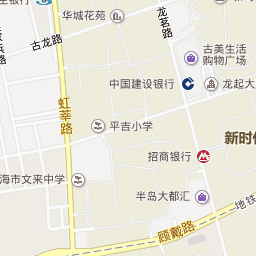 生银行
华城花苑
龙茗路
古龙路
古美生活
购物广场
中国建设银行
龙起大
虹莘路
平吉小学
新时代
招商银行
海市文来中学
半岛大都汇
顾戴路
地铁